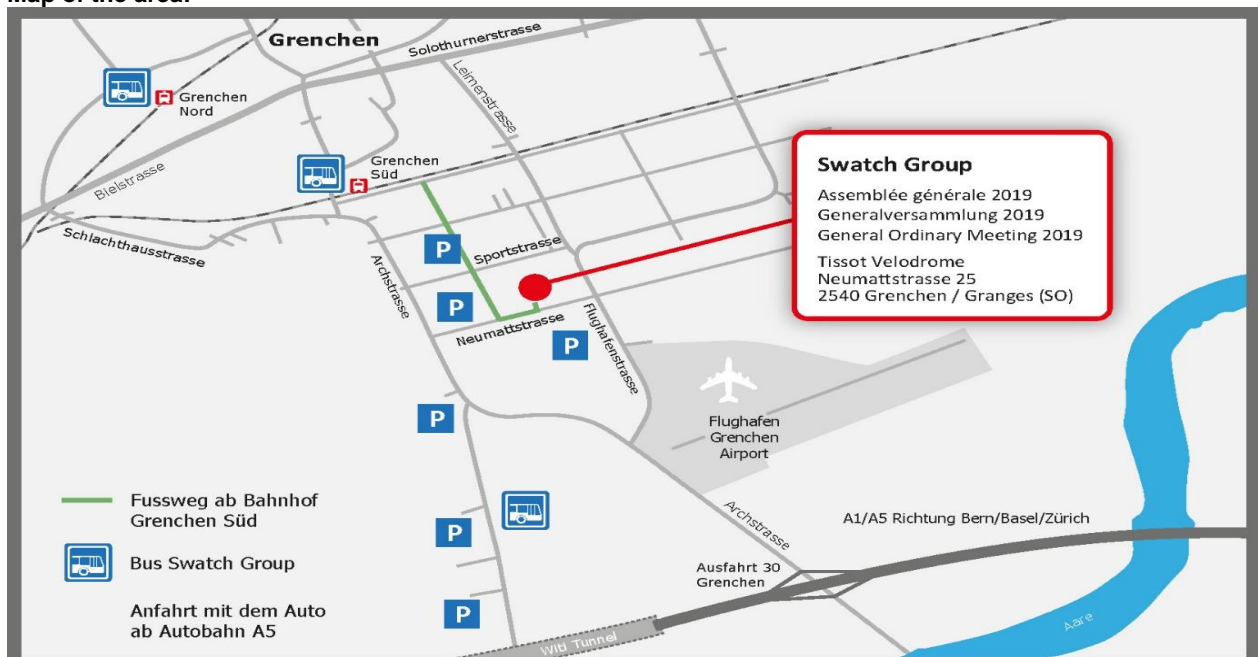 Map of the area:
Grenchen
Solothurnerstrasse
Leimenstrasse
Grenchen
Nord
Bielstrasse
Grenchen
Süd
Schlachthausstrasse
Archstrasse
P
Sportstrasse
P
Neumattstrasse
P
Flughafenstrasse
Swatch Group
Assemblée générale 2019
Generalversammlung 2019
General Ordinary Meeting 2019
Tissot Velodrome
Neumattstrasse 25
2540 Grenchen / Granges (SO)
P
Flughafen
Grenchen
Airport
Fussweg ab Bahnhof
Grenchen Süd
Bus Swatch Group
Anfahrt mit dem Auto
ab Autobahn A5
P
P
Archstrasse
A1/A5 Richtung Bern/Basel/Zürich
Ausfahrt 30
Grenchen
Witi Tunnel
Aare